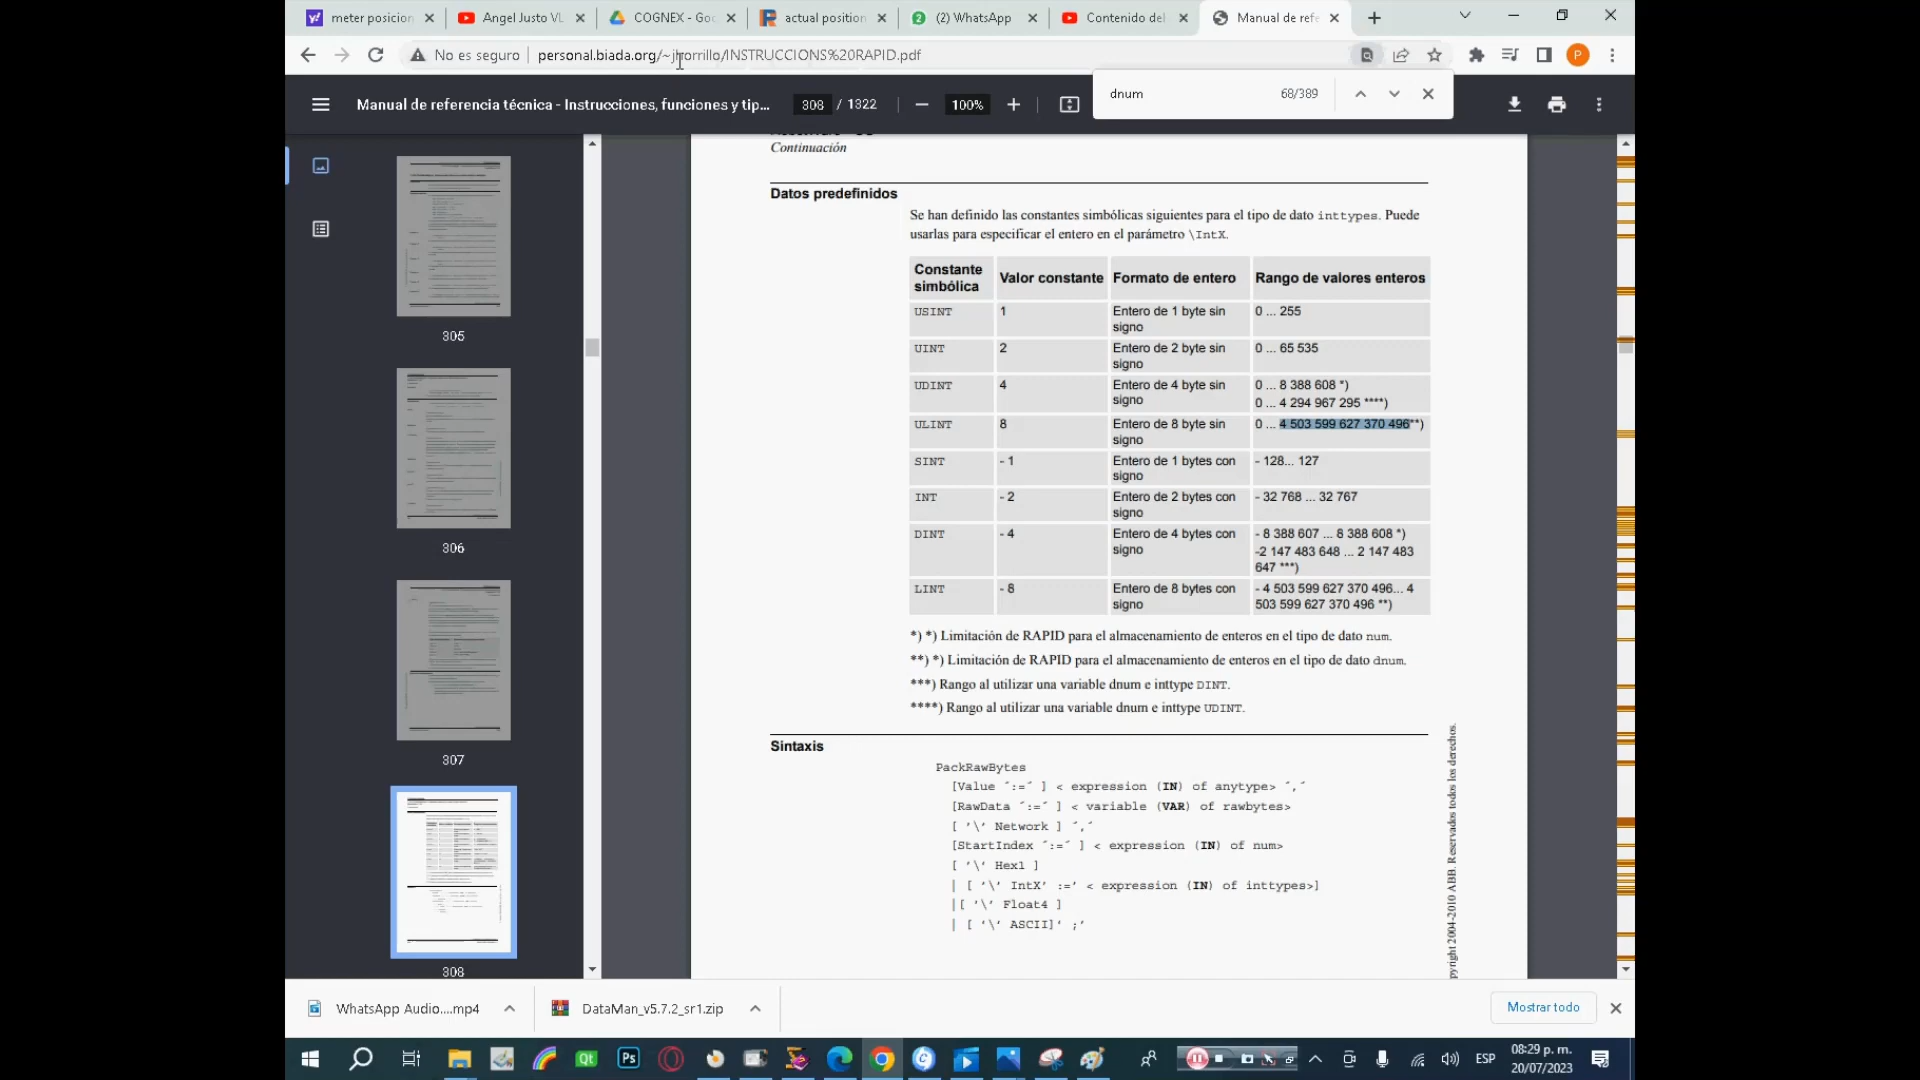 meter posicion
Angel Justo VL
COGNEX - Goo
actual position
(2) WhatsApp
Contenido del
Manual de refe
No es seguro
personal.biada.org/~jhorrillo/INSTRUCCIONS%20RAPID.pdf
P
Manual de referencia técnica - Instrucciones, funciones y tip...
308 / 1322
100%
dnum
68/389
Continuación
Datos predefinidos
Se han definido las constantes simbólicas siguientes para el tipo de dato inttypes. Puede
usarlas para especificar el entero en el parámetro \IntX.
Constante simbólica Valor constante Formato de entero Rango de valores enteros
USINT 1 Entero de 1 byte sin signo 0 ... 255
UINT 2 Entero de 2 byte sin signo 0 ... 65 535
UDINT 4 Entero de 4 byte sin signo 0 ... 8 388 608 *)
0 ... 4 294 967 295 ****)
ULINT 8 Entero de 8 byte sin signo 0 ... 4 503 599 627 370 496**)
SINT - 1 Entero de 1 bytes con signo - 128... 127
INT - 2 Entero de 2 bytes con signo - 32 768 ... 32 767
DINT - 4 Entero de 4 bytes con signo - 8 388 607 ... 8 388 608 *)
-2 147 483 648 ... 2 147 483
647 ***)
LINT - 8 Entero de 8 bytes con signo - 4 503 599 627 370 496... 4
503 599 627 370 496 **)
*) *) Limitación de RAPID para el almacenamiento de enteros en el tipo de dato num.
**) *) Limitación de RAPID para el almacenamiento de enteros en el tipo de dato dnum.
***) Rango al utilizar una variable dnum e inttype DINT.
****) Rango al utilizar una variable dnum e inttype UDINT.
Sintaxis
PackRawBytes
[Value ´:=´ ] < expression (IN) of anytype> ´,´
[RawData ´:=´ ] < variable (VAR) of rawbytes>
[ '\' Network ] ´,´
[StartIndex ´:=´ ] < expression (IN) of num>
[ '\' Hex1 ]
| [ '\' IntX' :=' < expression (IN) of inttypes>]
|[ '\' Float4 ]
| [ '\' ASCII]' ;'
pyright 2004-2010 ABB. Reservados todos los derechos.
305
306
307
308
WhatsApp Audio....mp4
DataMan_v5.7.2_sr1.zip
Mostrar todo
Qt
Ps
ESP
08:29 p. m.
20/07/2023